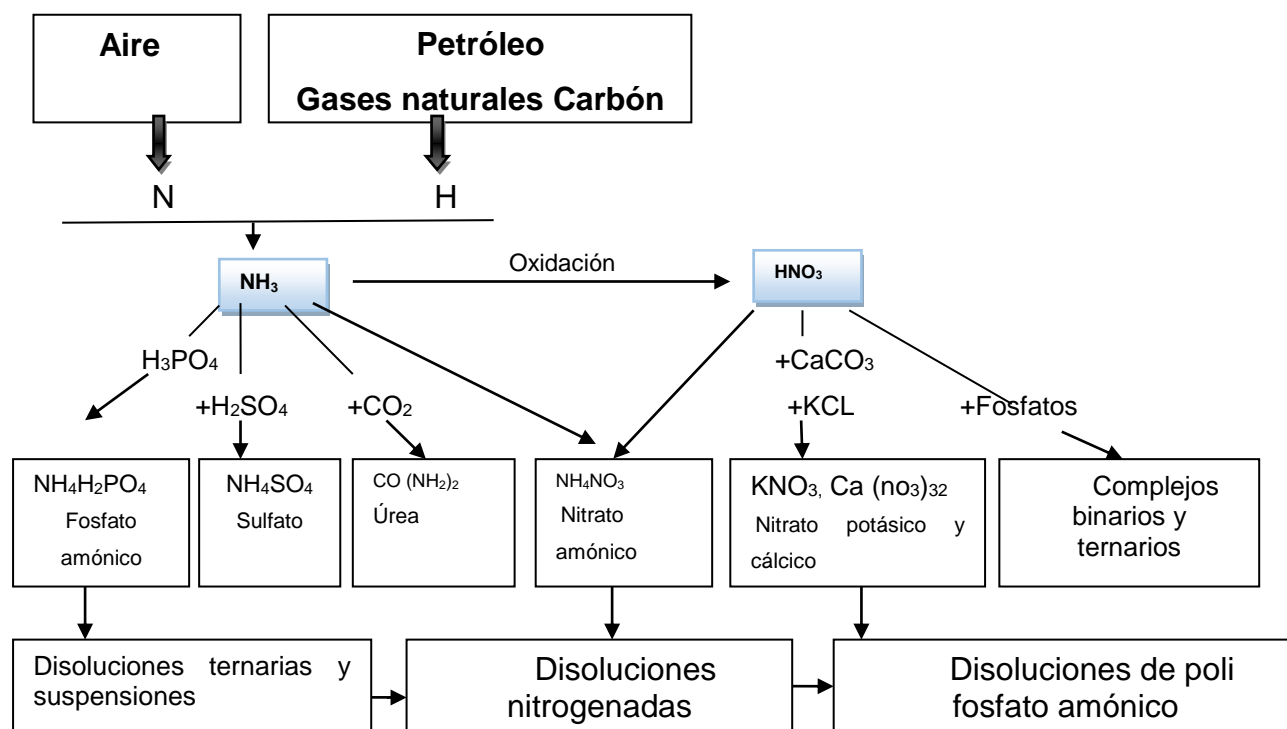 Aire
Petróleo
Gases naturales Carbón
N
H
Oxidación
NH₃
HNO₃
H₃PO₄
+CaCO₃
+H₂SO₄
+CO₂
+KCL
+Fosfatos
NH₄H₂PO₄
Fosfato
amónico
NH₄SO₄
Sulfato
CO (NH₂)₂
Úrea
NH₄NO₃
Nitrato
amónico
KNO₃, Ca (no₃)₃₂
Nitrato potásico y
cálcico
Complejos
binarios y
ternarios
Disoluciones ternarias y
suspensiones
Disoluciones
nitrogenadas
Disoluciones de poli
fosfato amónico